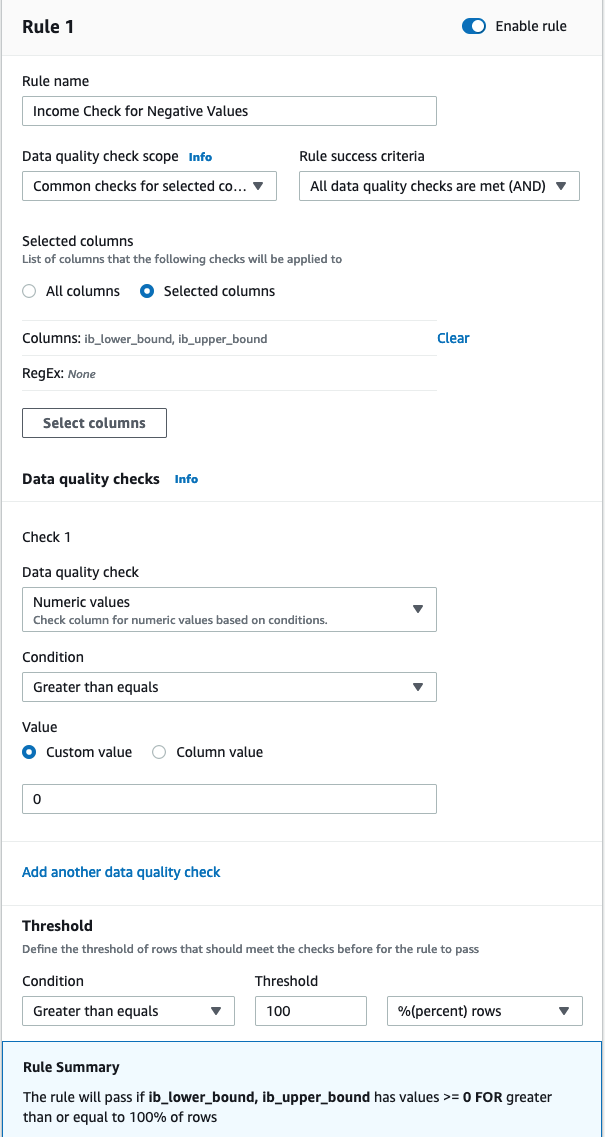 Rule 1
Enable rule
Rule name
Income Check for Negative Values
Data quality check scope Info
Rule success criteria
Common checks for selected co...
All data quality checks are met (AND)
Selected columns
List of columns that the following checks will be applied to
All columns
Selected columns
Columns: ib_lower_bound, ib_upper_bound
Clear
RegEx: None
Select columns
Data quality checks Info
Check 1
Data quality check
Numeric values
Check column for numeric values based on conditions.
Condition
Greater than equals
Value
Custom value
Column value
0
Add another data quality check
Threshold
Define the threshold of rows that should meet the checks before for the rule to pass
Condition
Threshold
Greater than equals
100
%(percent) rows
Rule Summary
The rule will pass if ib_lower_bound, ib_upper_bound has values >= 0 FOR greater
than or equal to 100% of rows